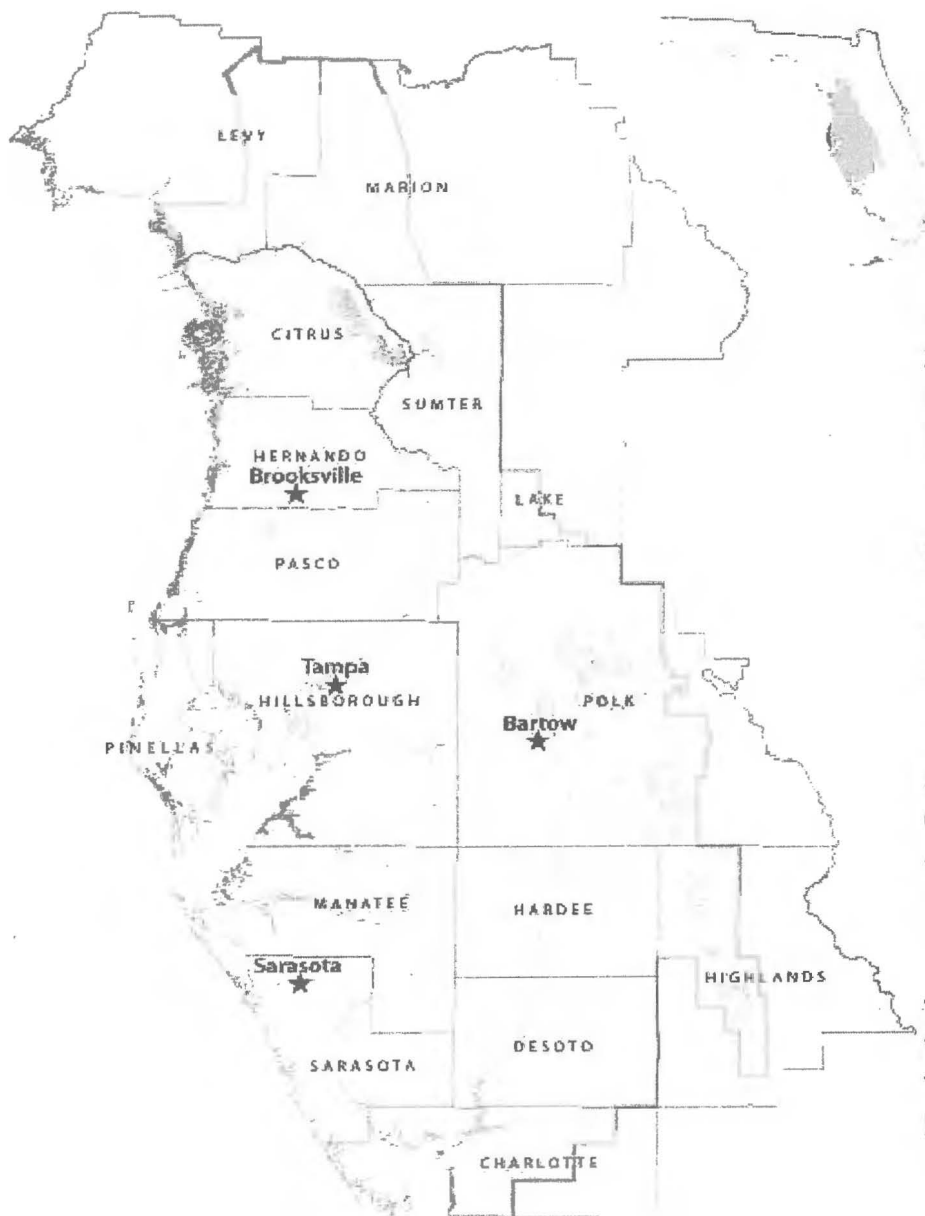 LEVY
MARION
CITRUS
SUMTER
HERNANDO
Brooksville
LAKE
PASCO
Tampa
HILLSBOROUGH
POLK
Bartow
PINELLAS
MANATEE
HARDEE
Sarasota
HIGHLANDS
DESOTO
SARASOTA
CHARLOTTE